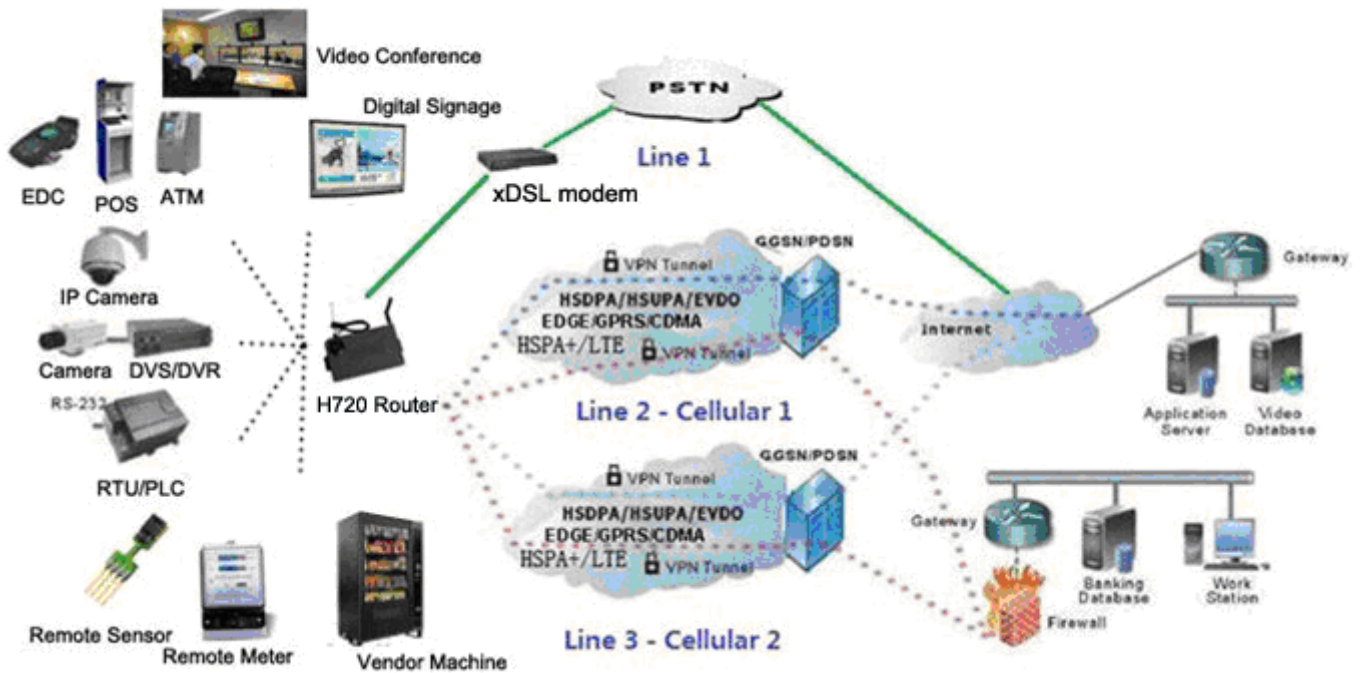 Video Conference
Digital Signage
EDC
POS
ATM
PSTN
Line 1
xDSL modem
IP Camera
Camera
DVS/DVR
RS-232
RTU/PLC
H720 Router
GGSN/PDSN
VPN Tunnel
HSDPA/HSUPA/EVDO
EDGE/GPRS/CDMA
HSPA+/LTE
VPN Tunnel
Line 2 - Cellular 1
Internet
Gateway
Application
Server
Video
Database
GGSN/PDSN
VPN Tunnel
HSDPA/HSUPA/EVDO
EDGE/GPRS/CDMA
HSPA+/LTE
VPN Tunnel
Line 3 - Cellular 2
Gateway
Banking
Database
Work
Station
Firewall
Remote Sensor
Remote Meter
Vendor Machine